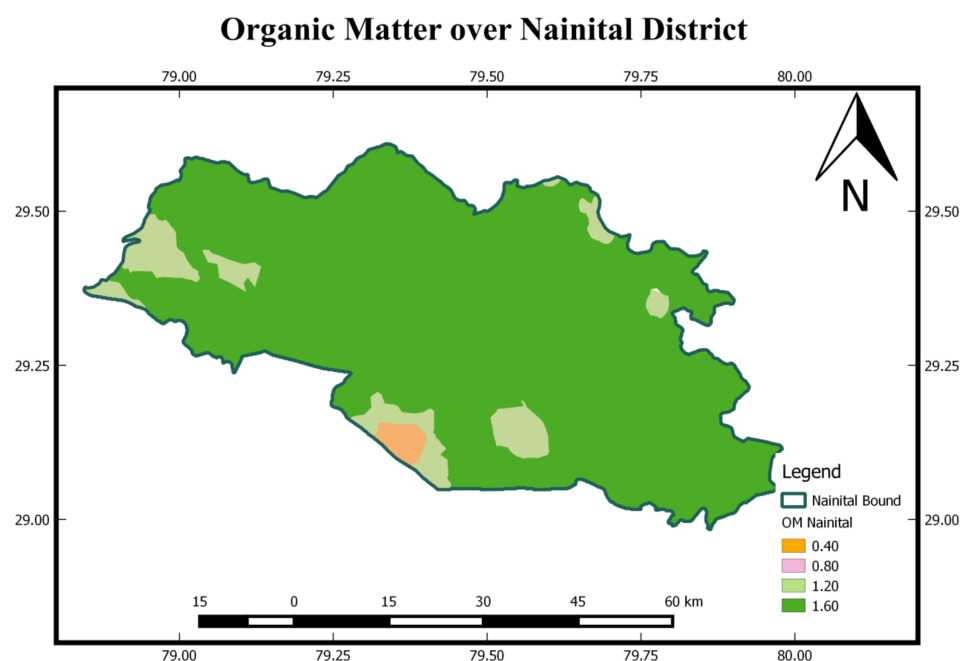 Organic Matter over Nainital District
79.00 79.25 79.50 79.75 80.00
N
29.50 29.50
29.25 29.25
Legend
Nainital Bound
29.00 29.00
OM Nainital
0.40
0.80
1.20
1.60
15 0 15 30 45 60 km
79.00 79.25 79.50 79.75 80.00